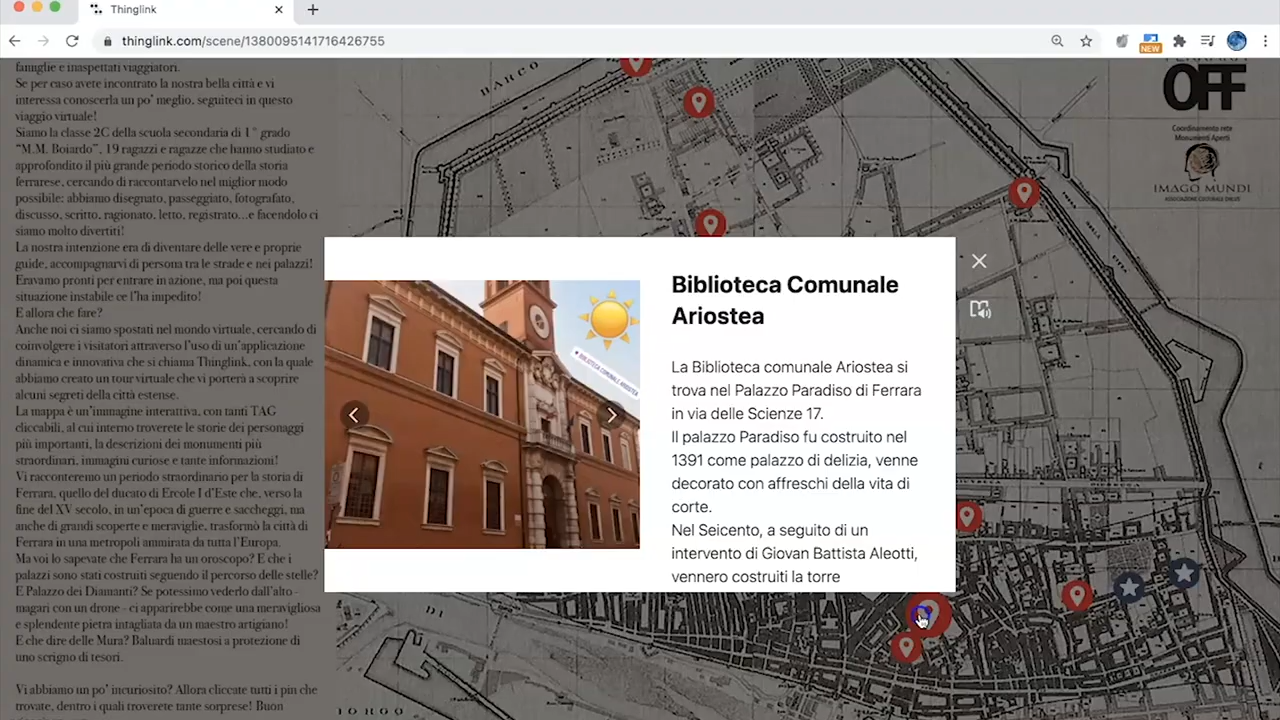 Thinglink
thinglink.com/scene/1380095141716426755
NEW
famiglie e inaspettati viaggiatori.
Se per caso avete incontrato la nostra bella città e vi
interessa conoscerla un po' meglio, seguiteci in questo
viaggio virtuale!
Siamo la classe 2C della scuola secondaria di 1° grado
“M.M. Boiardo”, 19 ragazzi e ragazze che hanno studiato e
approfondito il più grande periodo storico della storia
ferrarese, cercando di raccontarvelo nel miglior modo
possibile: abbiamo disegnato, passeggiato, fotografato,
discusso, scritto, ragionato, letto, registrato...e facendolo ci
siamo molto divertiti!
La nostra intenzione era di diventare delle vere e proprie
guide, accompagnarvi di persona tra le strade e nei palazzi!
Eravamo pronti per entrare in azione, ma poi questa
situazione instabile ce l'ha impedito!
E allora che fare?
Anche noi ci siamo spostati nel mondo virtuale, cercando di
coinvolgere i visitatori attraverso l'uso di un'applicazione
dinamica e innovativa che si chiama Thinglink, con la quale
abbiamo creato un tour virtuale che vi porterà a scoprire
alcuni segreti della città estense.
La mappa è un'immagine interattiva, con tanti TAG
cliccabili, al cui interno troverete le storie dei personaggi
più importanti, la descrizioni dei monumenti più
straordinari, immagini curiose e tante informazioni!
Vi racconteremo un periodo straordinario per la storia di
Ferrara, quello del ducato di Ercole I d'Este che, verso la
fine del XV secolo, in un'epoca di guerre e saccheggi, ma
anche di grandi scoperte e meraviglie, trasformò la città di
Ferrara in una metropoli ammirata da tutta l'Europa.
Ma voi lo sapevate che Ferrara ha un oroscopo? E che i
palazzi sono stati costruiti seguendo il percorso delle stelle?
E Palazzo dei Diamanti? Se potessimo vederlo dall'alto -
magari con un drone - ci apparirebbe come una meravigliosa
e splendente pietra intagliata da un maestro artigiano!
E che dire delle Mura? Baluardi maestosi a protezione di
uno scrigno di tesori.
Vi abbiamo un po' incuriosito? Allora cliccate tutti i pin che
trovate, dentro i quali troverete tante sorprese! Buon
BARCO
DI
BORGO
OFF
Coordinamento rete
Monumenti Aperti
IMAGO MUNDI
ASSOCIAZIONE CULTURALE ONLUS
BIBLIOTECA COMUNALE ARIOSTEA
Biblioteca Comunale
Ariostea
La Biblioteca comunale Ariostea si
trova nel Palazzo Paradiso di Ferrara
in via delle Scienze 17.
Il palazzo Paradiso fu costruito nel
1391 come palazzo di delizia, venne
decorato con affreschi della vita di
corte.
Nel Seicento, a seguito di un
intervento di Giovan Battista Aleotti,
vennero costruiti la torre